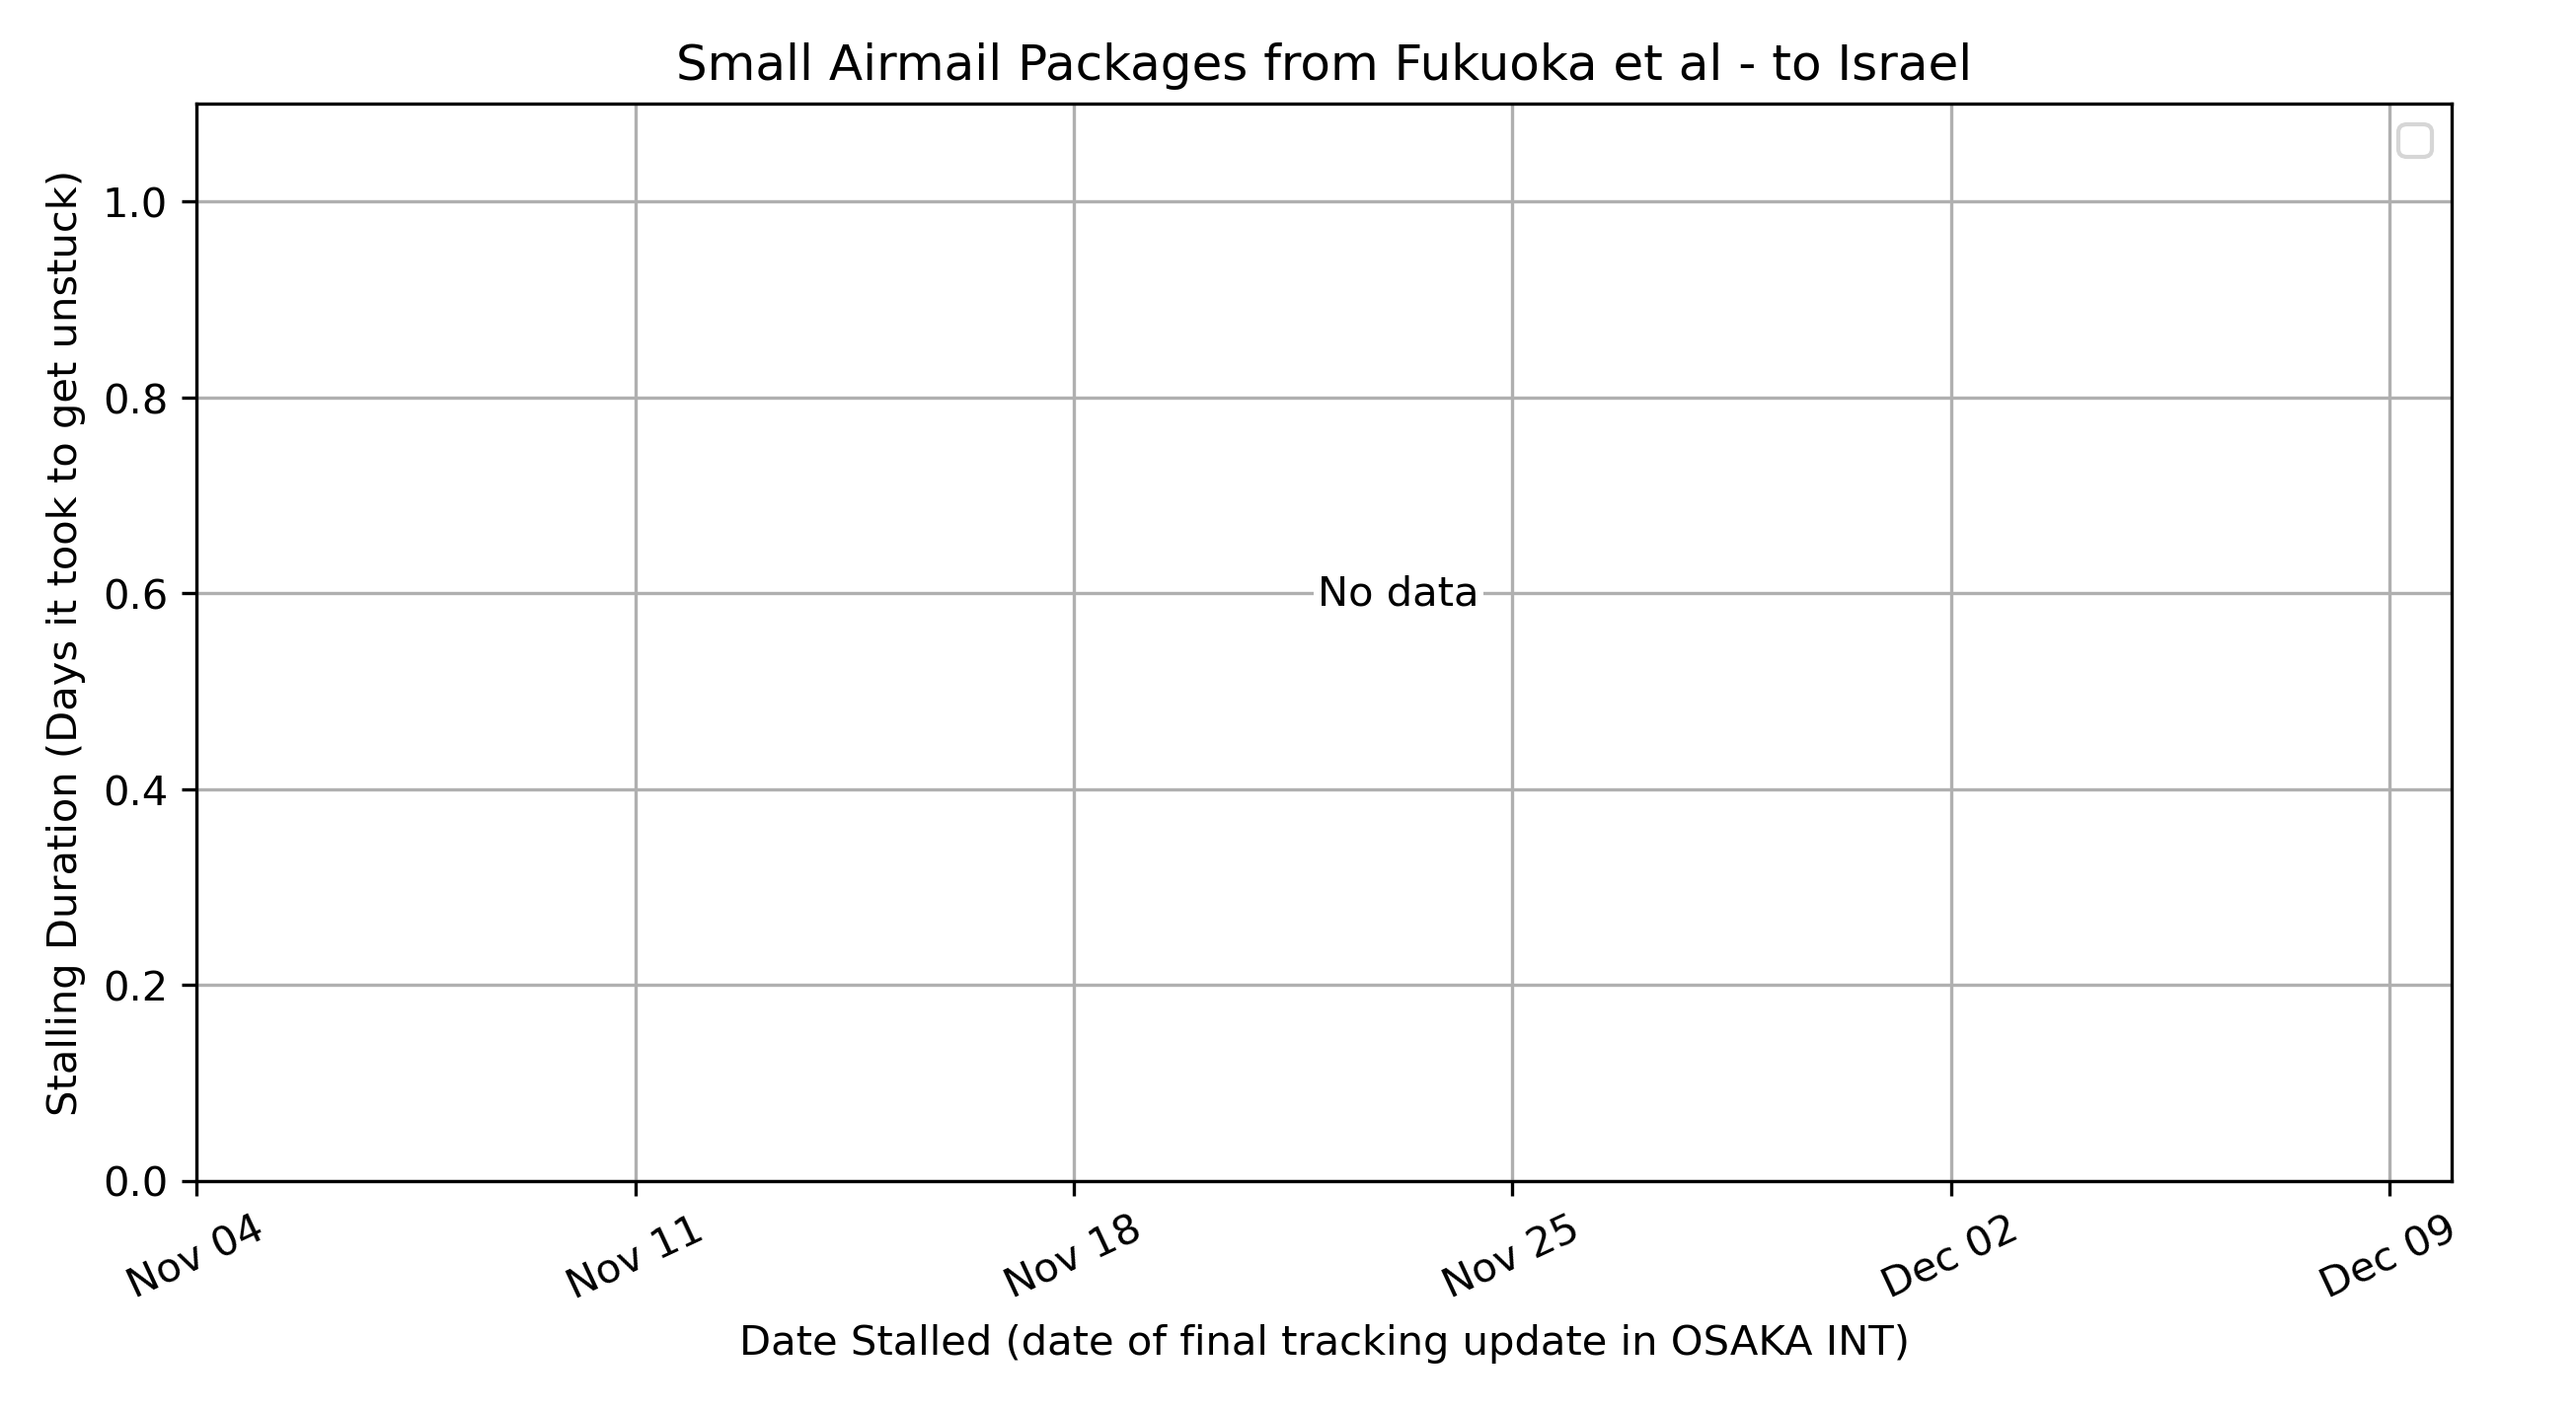 Small Airmail Packages from Fukuoka et al - to Israel
Stalling Duration (Days it took to get unstuck)
1.0
0.8
0.6
0.4
0.2
0.0
No data
Nov 04
Nov 11
Nov 18
Nov 25
Dec 02
Dec 09
Date Stalled (date of final tracking update in OSAKA INT)